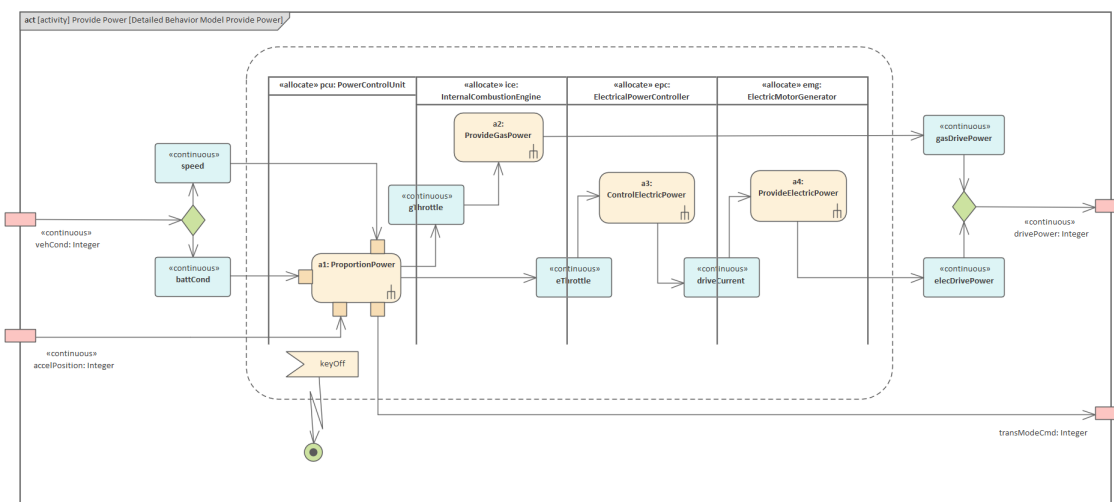 act [activity] Provide Power [Detailed Behavior Model Provide Power]
«allocate» pcu: PowerControlUnit
«allocate» ice:
InternalCombustionEngine
«allocate» epc:
ElectricalPowerController
«allocate» emg:
ElectricMotorGenerator
a2:
ProvideGasPower
«continuous»
gasDrivePower
«continuous»
speed
a3:
ControlElectricPower
a4:
ProvideElectricPower
«continuous»
gThrottle
«continuous»
vehCond: Integer
«continuous»
drivePower: Integer
«continuous»
battCond
a1: ProportionPower
«continuous»
eThrottle
«continuous»
driveCurrent
«continuous»
elecDrivePower
«continuous»
accelPosition: Integer
keyOff
transModeCmd: Integer